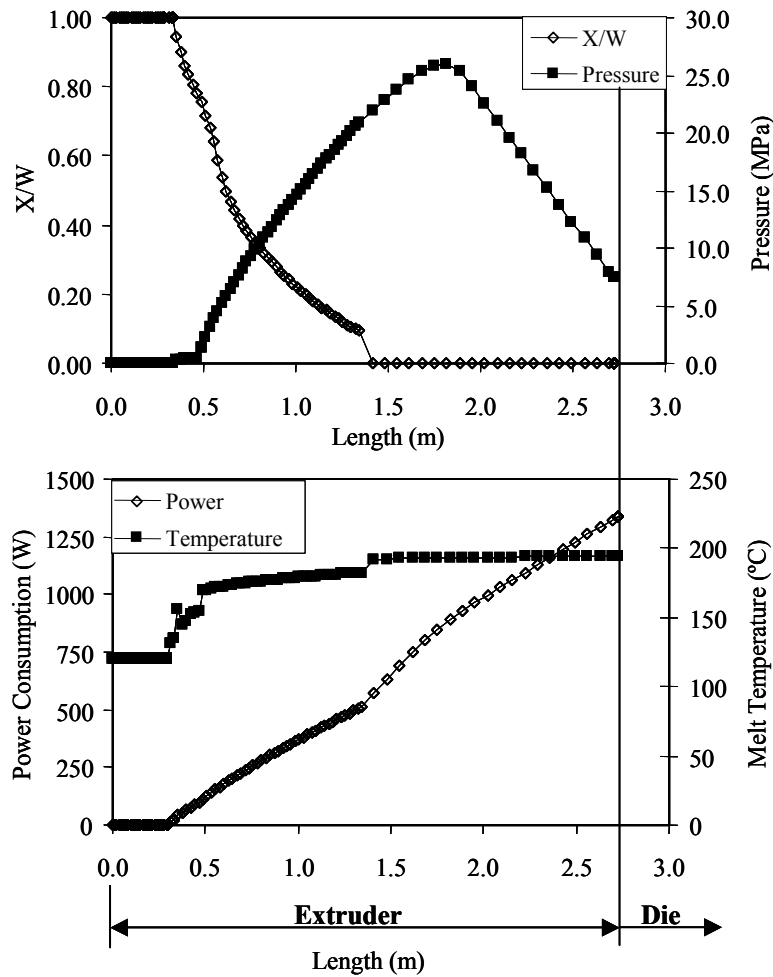 1.00
0.80
0.60
0.40
0.20
0.00
X/W
X/W
Pressure
30.0
25.0
20.0
15.0
10.0
5.0
0.0
Pressure (MPa)
0.0 0.5 1.0 1.5 2.0 2.5 3.0
Length (m)
1500
1250
1000
750
500
250
0
Power Consumption (W)
Power
Temperature
250
200
150
100
50
0
Melt Temperature (ºC)
0.0 0.5 1.0 1.5 2.0 2.5 3.0
Extruder Die
Length (m)